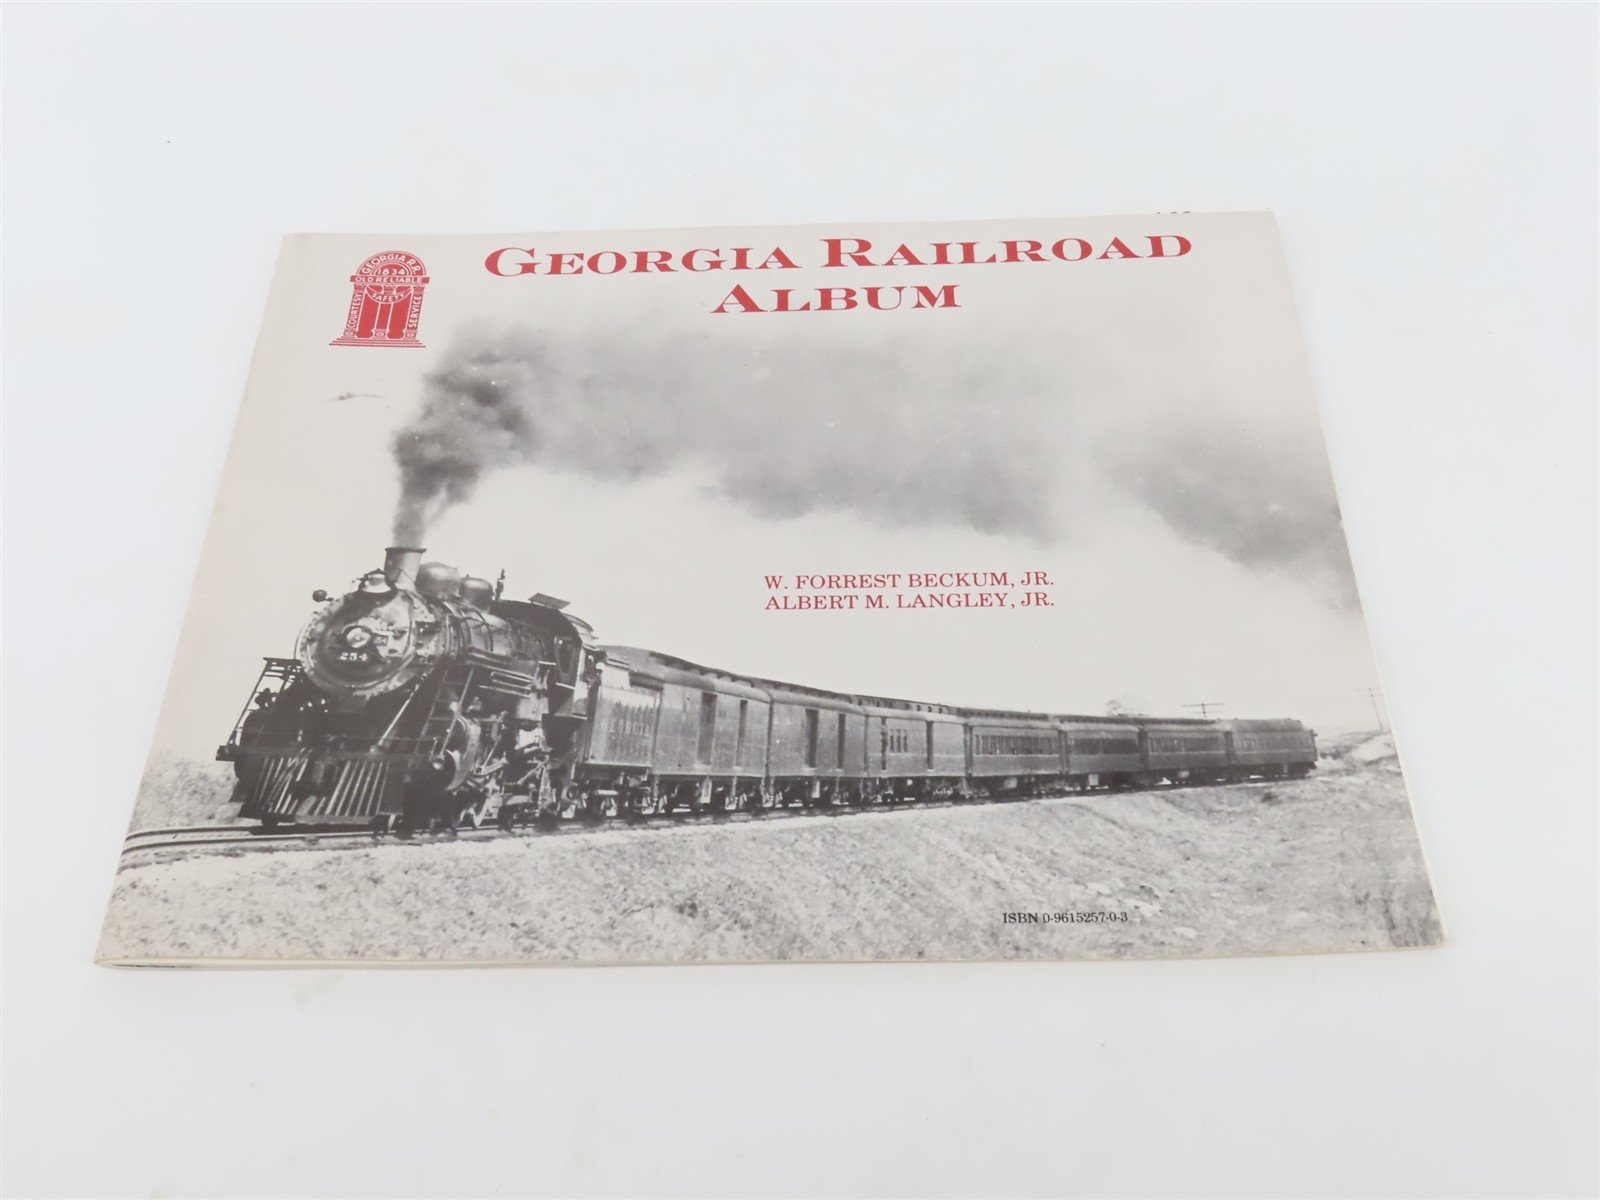 GEORGIA R.R.
1834
OLD RELIABLE
SAFETY
COURTESY
SERVICE
GEORGIA RAILROAD
ALBUM
W. FORREST BECKUM, JR.
ALBERT M. LANGLEY, JR.
254
GEORGIA
ISBN 0-9615257-0-3